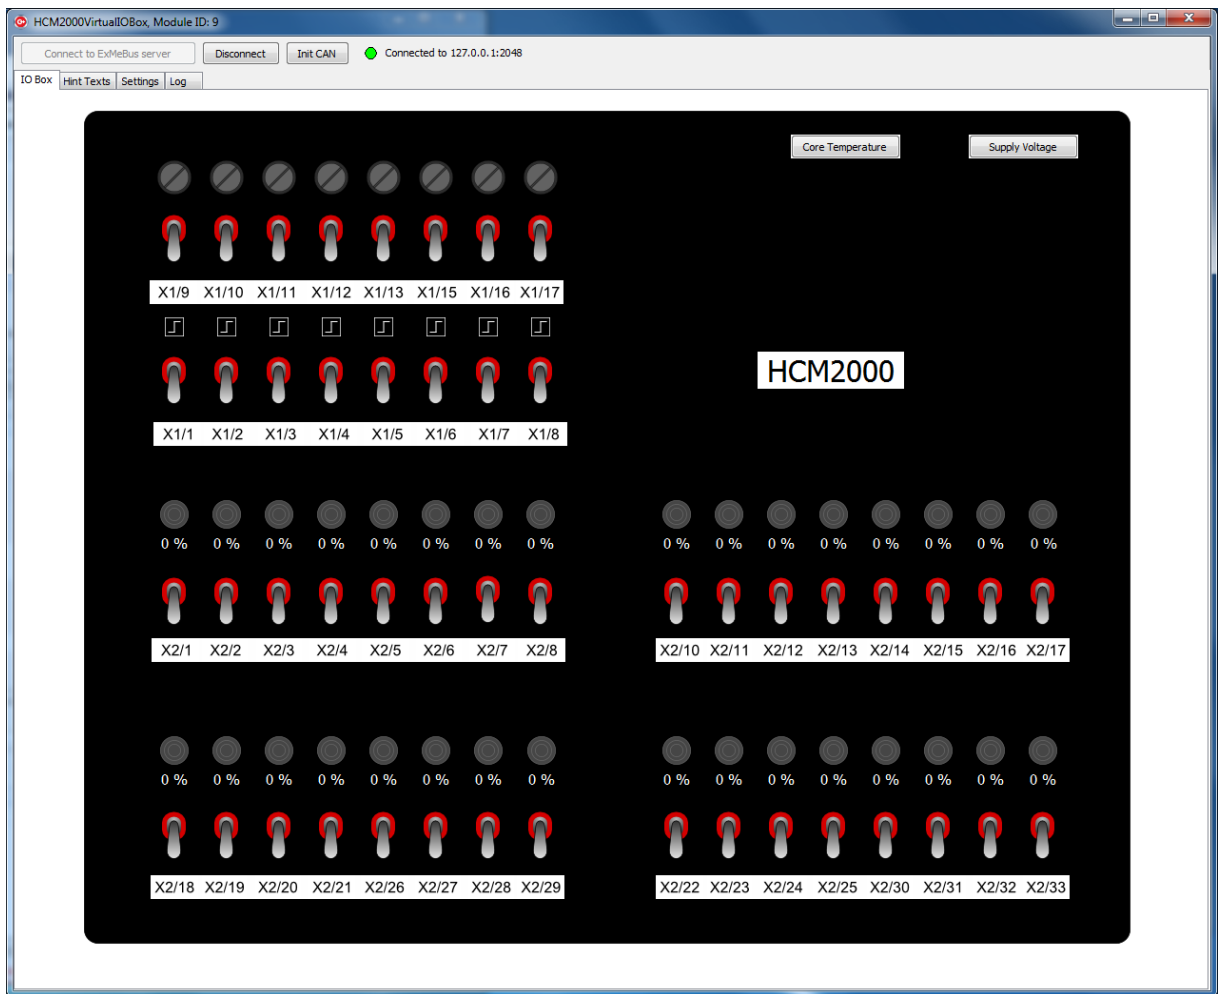 HCM2000VirtualIOBox, Module ID: 9
Connect to ExMeBus server Disconnect Init CAN Connected to 127.0.0.1:2048
IO Box Hint Texts Settings Log
Core Temperature Supply Voltage
X1/9 X1/10 X1/11 X1/12 X1/13 X1/15 X1/16 X1/17
HCM2000
X1/1 X1/2 X1/3 X1/4 X1/5 X1/6 X1/7 X1/8
0 % 0 % 0 % 0 % 0 % 0 % 0 % 0 % 0 % 0 % 0 % 0 % 0 % 0 % 0 % 0 %
X2/1 X2/2 X2/3 X2/4 X2/5 X2/6 X2/7 X2/8 X2/10 X2/11 X2/12 X2/13 X2/14 X2/15 X2/16 X2/17
0 % 0 % 0 % 0 % 0 % 0 % 0 % 0 % 0 % 0 % 0 % 0 % 0 % 0 % 0 % 0 %
X2/18 X2/19 X2/20 X2/21 X2/26 X2/27 X2/28 X2/29 X2/22 X2/23 X2/24 X2/25 X2/30 X2/31 X2/32 X2/33